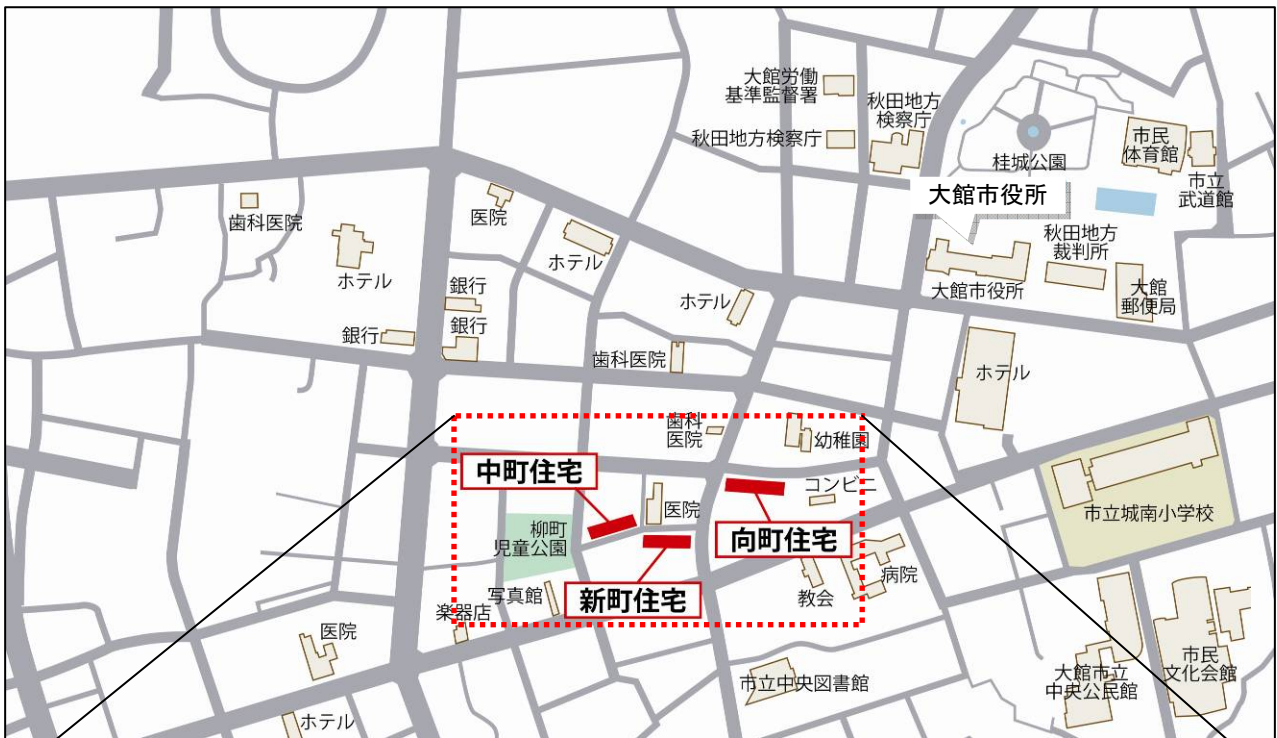 大館労働
基準監督署
秋田地方
検察庁
秋田地方検察庁
桂城公園
市民
体育館
市立
武道館
大館市役所
歯科医院
医院
ホテル
ホテル
秋田地方
裁判所
大館市役所
大館
郵便局
銀行
銀行
銀行
ホテル
歯科医院
ホテル
歯科
医院
幼稚園
中町住宅
コンビニ
医院
向町住宅
柳町
児童公園
市立城南小学校
新町住宅
写真館
教会
病院
楽器店
医院
市立中央図書館
大館市立
中央公民館
市民
文化会館
ホテル